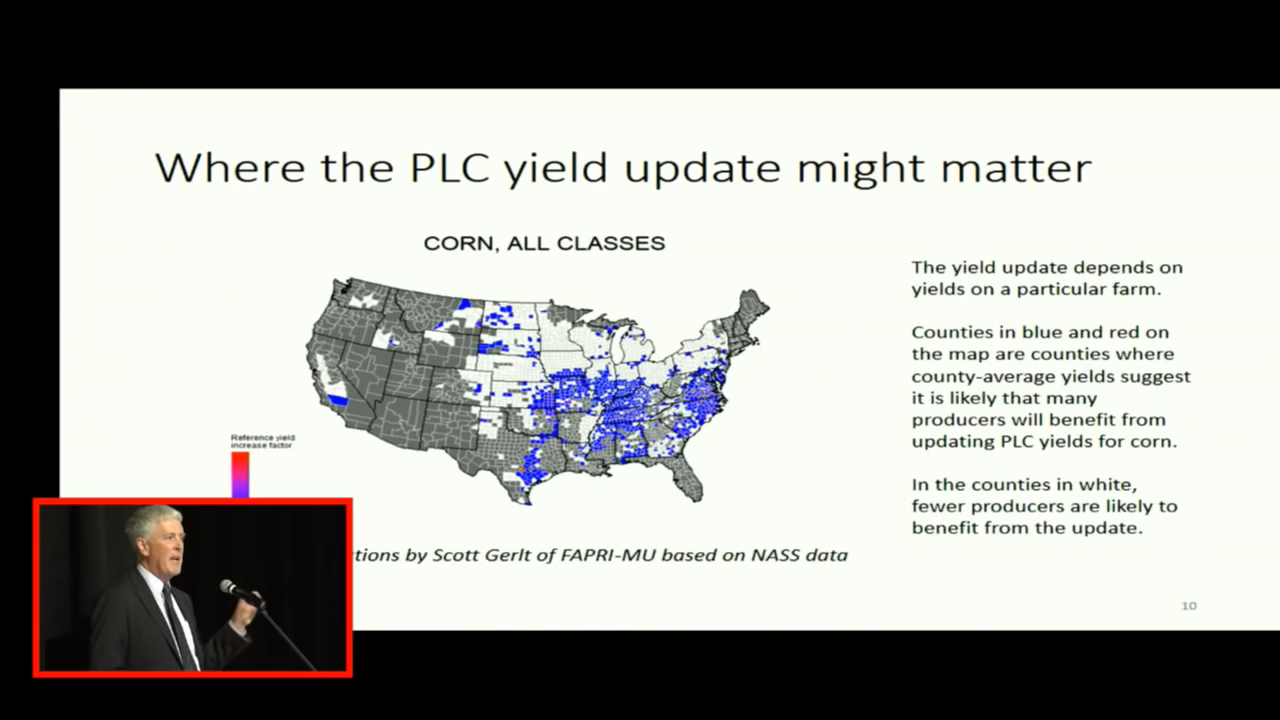 Where the PLC yield update might matter
CORN, ALL CLASSES
The yield update depends on
yields on a particular farm.
Counties in blue and red on
the map are counties where
county-average yields suggest
it is likely that many
producers will benefit from
updating PLC yields for corn.
In the counties in white,
fewer producers are likely to
benefit from the update.
Reference yield
increase factor
tions by Scott Gerlt of FAPRI-MU based on NASS data
10